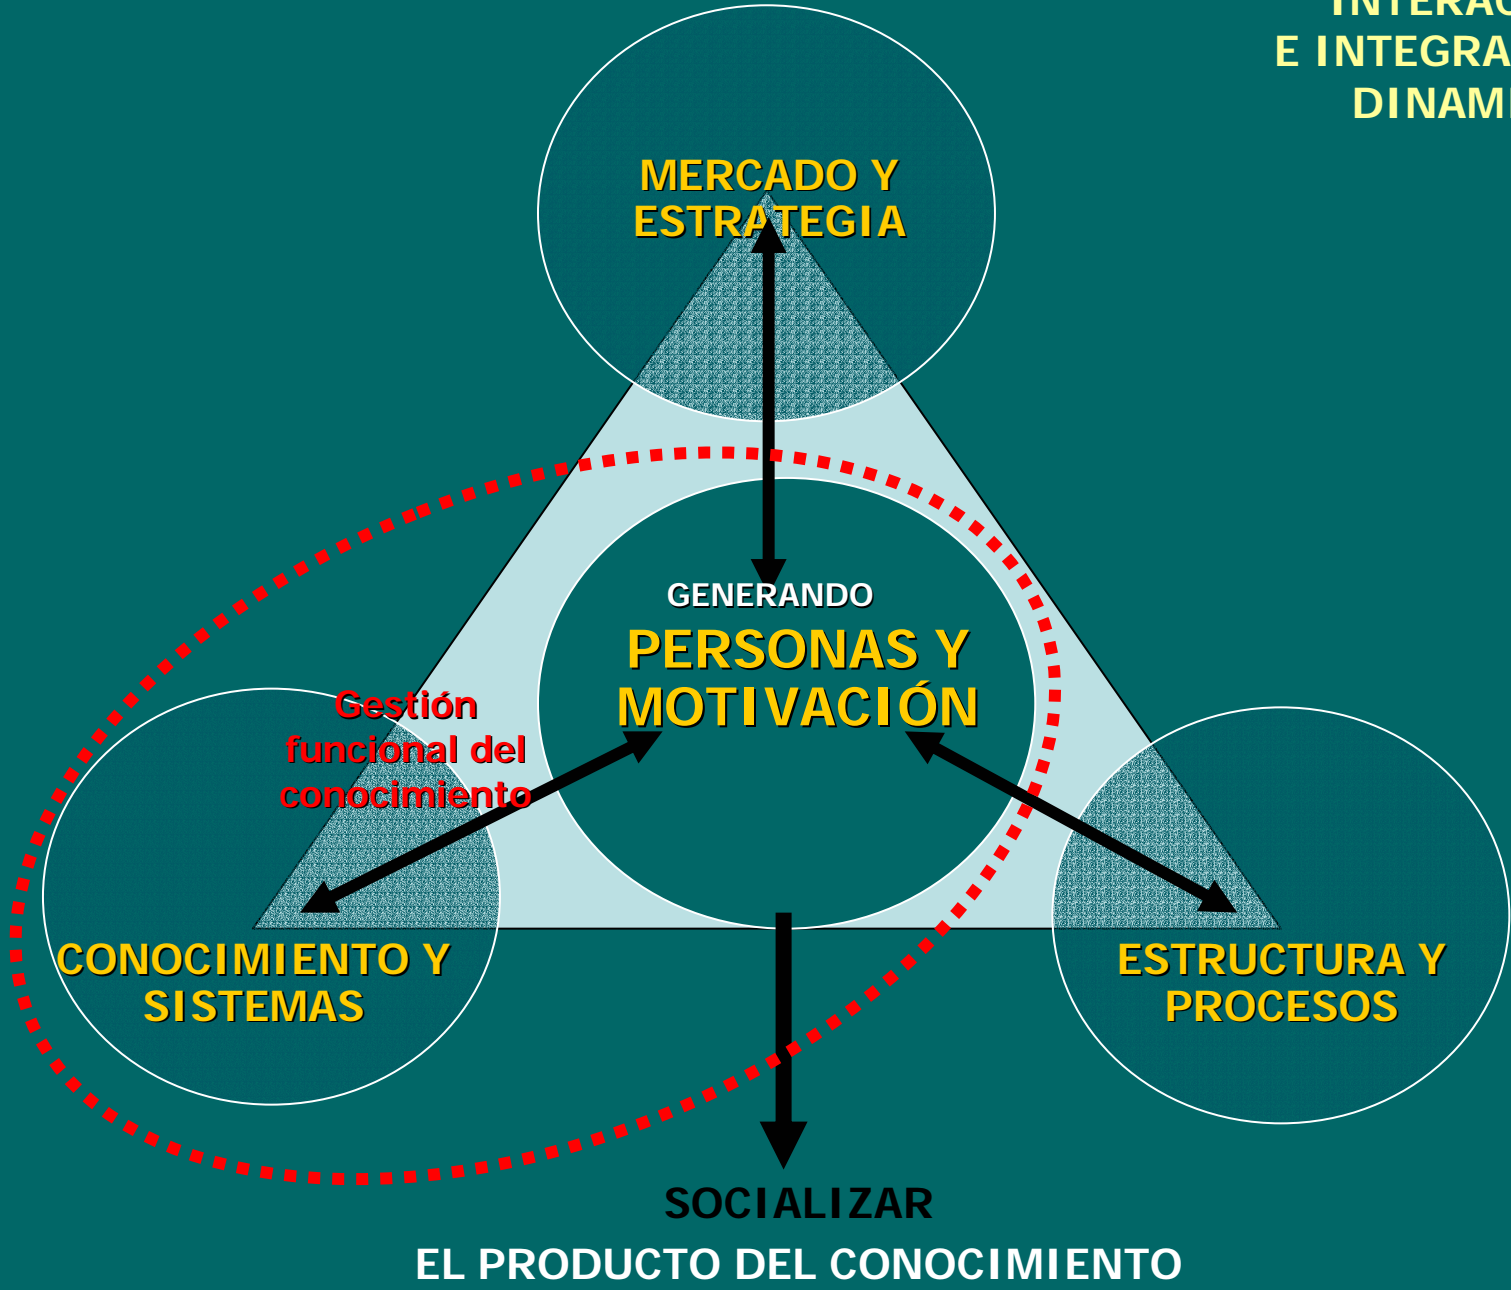 E INTEGRA
DINAM
MERCADO Y
ESTRATEGIA
GENERANDO
PERSONAS Y
MOTIVACIÓN
Gestión
funcional del
conocimiento
CONOCIMIENTO Y
SISTEMAS
ESTRUCTURA Y
PROCESOS
SOCIALIZAR
EL PRODUCTO DEL CONOCIMIENTO